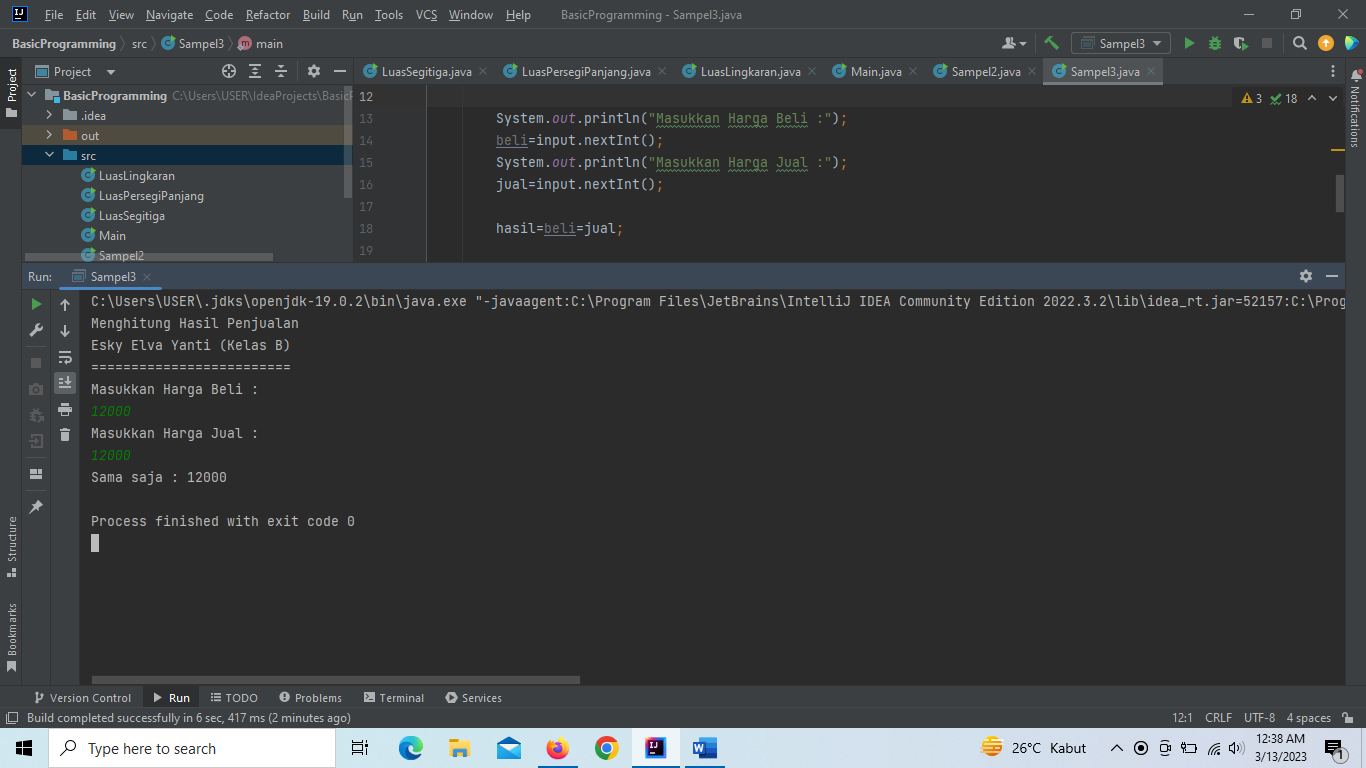 File Edit View Navigate Code Refactor Build Run Tools VCS Window Help BasicProgramming - Sampel3.java
BasicProgramming src Sampel3 main
Sampel3
Project
Project
LuasSegitiga.java LuasPersegiPanjang.java LuasLingkaran.java Main.java Sampel2.java Sampel3.java
Notifications
BasicProgramming C:\Users\USER\IdeaProjects\BasicP
.idea
out
src
LuasLingkaran
LuasPersegiPanjang
LuasSegitiga
Main
Sampel2
3 18
12
13 System.out.println("Masukkan Harga Beli :");
14 beli=input.nextInt();
15 System.out.println("Masukkan Harga Jual :");
16 jual=input.nextInt();
17
18 hasil=beli=jual;
19
Run: Sampel3
C:\Users\USER\.jdks\openjdk-19.0.2\bin\java.exe "-javaagent:C:\Program Files\JetBrains\IntelliJ IDEA Community Edition 2022.3.2\lib\idea_rt.jar=52157:C:\Prog
Menghitung Hasil Penjualan
Esky Elva Yanti (Kelas B)
=========================
Masukkan Harga Beli :
12000
Masukkan Harga Jual :
12000
Sama saja : 12000
Process finished with exit code 0
Structure
Bookmarks
Version Control Run TODO Problems Terminal Services
Build completed successfully in 6 sec, 417 ms (2 minutes ago)
12:1 CRLF UTF-8 4 spaces
Type here to search
26°C Kabut
12:38 AM
3/13/2023
1